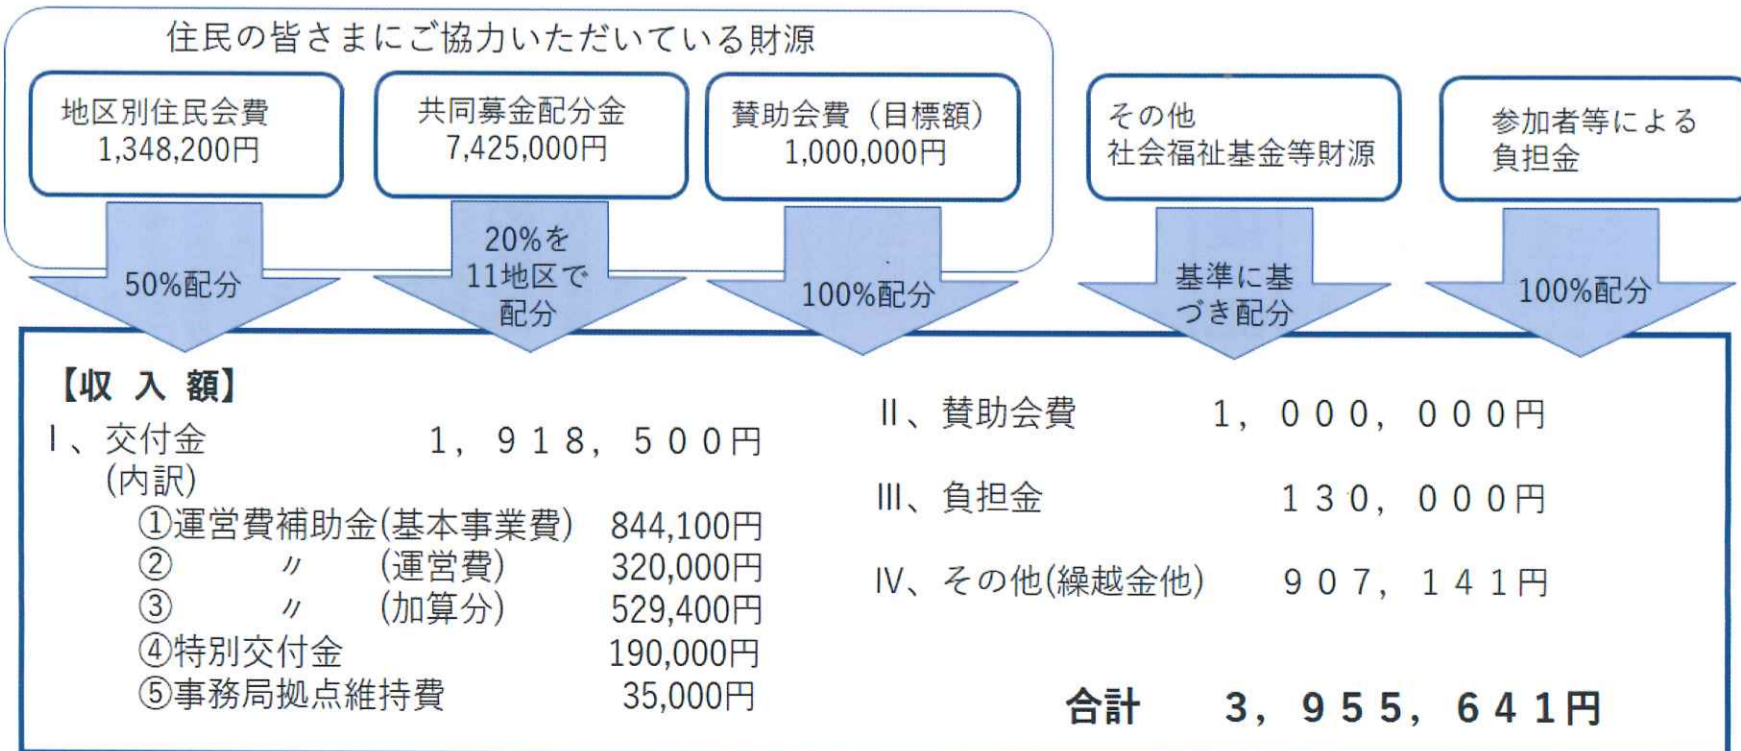 住民の皆さまにご協力いただいている財源
地区別住民会費
1,348,200円
共同募金配分金
7,425,000円
賛助会費（目標額）
1,000,000円
その他
社会福祉基金等財源
参加者等による
負担金
50%配分
20%を
11地区で
配分
100%配分
基準に基
づき配分
100%配分
【収 入 額】
Ⅰ、交付金 1，918，500円
(内訳)
①運営費補助金(基本事業費) 844,100円
② 〃 (運営費) 320,000円
③ 〃 (加算分) 529,400円
④特別交付金 190,000円
⑤事務局拠点維持費 35,000円
Ⅱ、賛助会費 1，000，000円
Ⅲ、負担金 130，000円
Ⅳ、その他(繰越金他) 907，141円
合計 3，955，641円